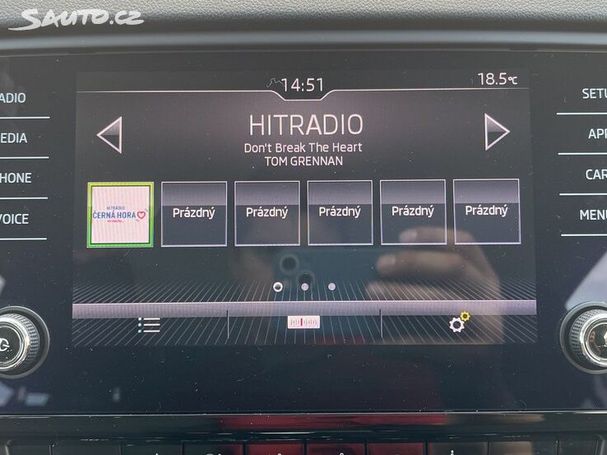 SAUTO.CZ
14:51
18.5°C
HITRADIO
Don't Break The Heart
TOM GRENNAN
ADIO
EDIA
HONE
VOICE
SETU
APP
CAR
MENU
HITRÁDIO
ČERNÁ HORA
Prázdný
Prázdný
Prázdný
Prázdný
Prázdný